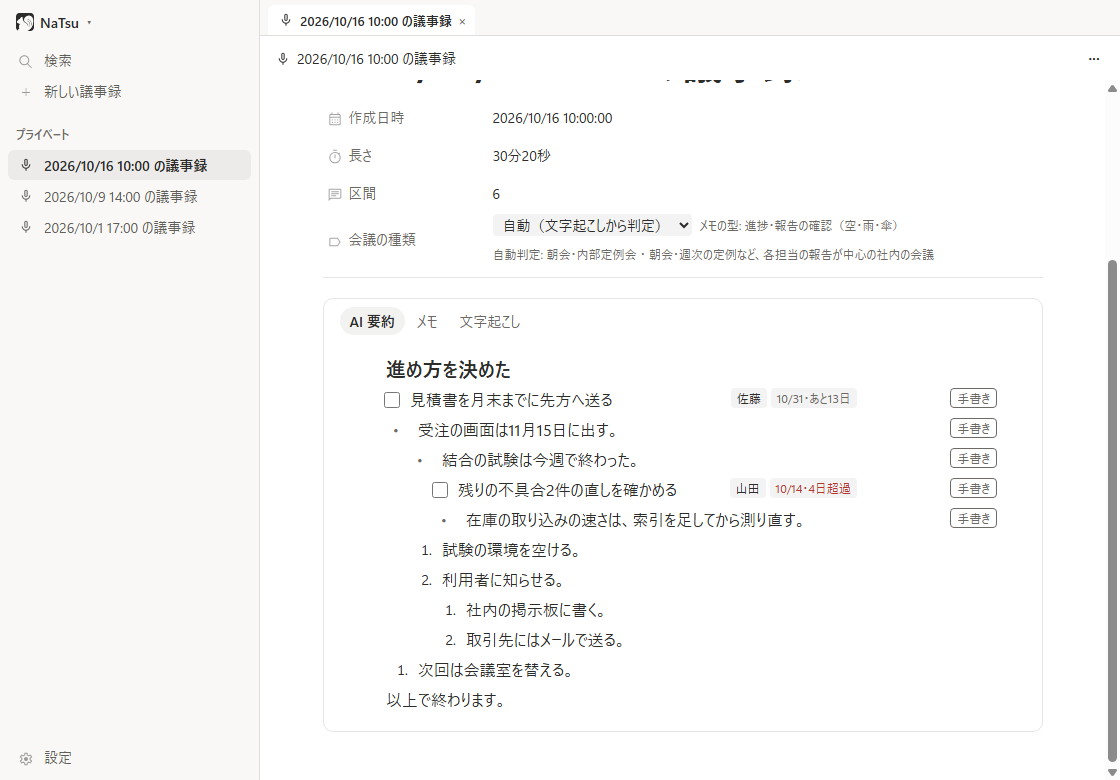 NaTsu
検索
新しい議事録
プライベート
2026/10/16 10:00 の議事録
2026/10/9 14:00 の議事録
2026/10/1 17:00 の議事録
設定
2026/10/16 10:00 の議事録 ×
2026/10/16 10:00 の議事録
作成日時 2026/10/16 10:00:00
長さ 30分20秒
区間 6
会議の種類 自動（文字起こしから判定） メモの型: 進捗・報告の確認（空・雨・傘）
自動判定: 朝会・内部定例会 ・ 朝会・週次の定例など、各担当の報告が中心の社内の会議
AI 要約 メモ 文字起こし
進め方を決めた
見積書を月末までに先方へ送る 佐藤 10/31・あと13日 手書き
• 受注の画面は11月15日に出す。 手書き
• 結合の試験は今週で終わった。 手書き
残りの不具合2件の直しを確かめる 山田 10/14・4日超過 手書き
• 在庫の取り込みの速さは、索引を足してから測り直す。 手書き
1. 試験の環境を空ける。
2. 利用者に知らせる。
1. 社内の掲示板に書く。
2. 取引先にはメールで送る。
1. 次回は会議室を替える。
以上で終わります。